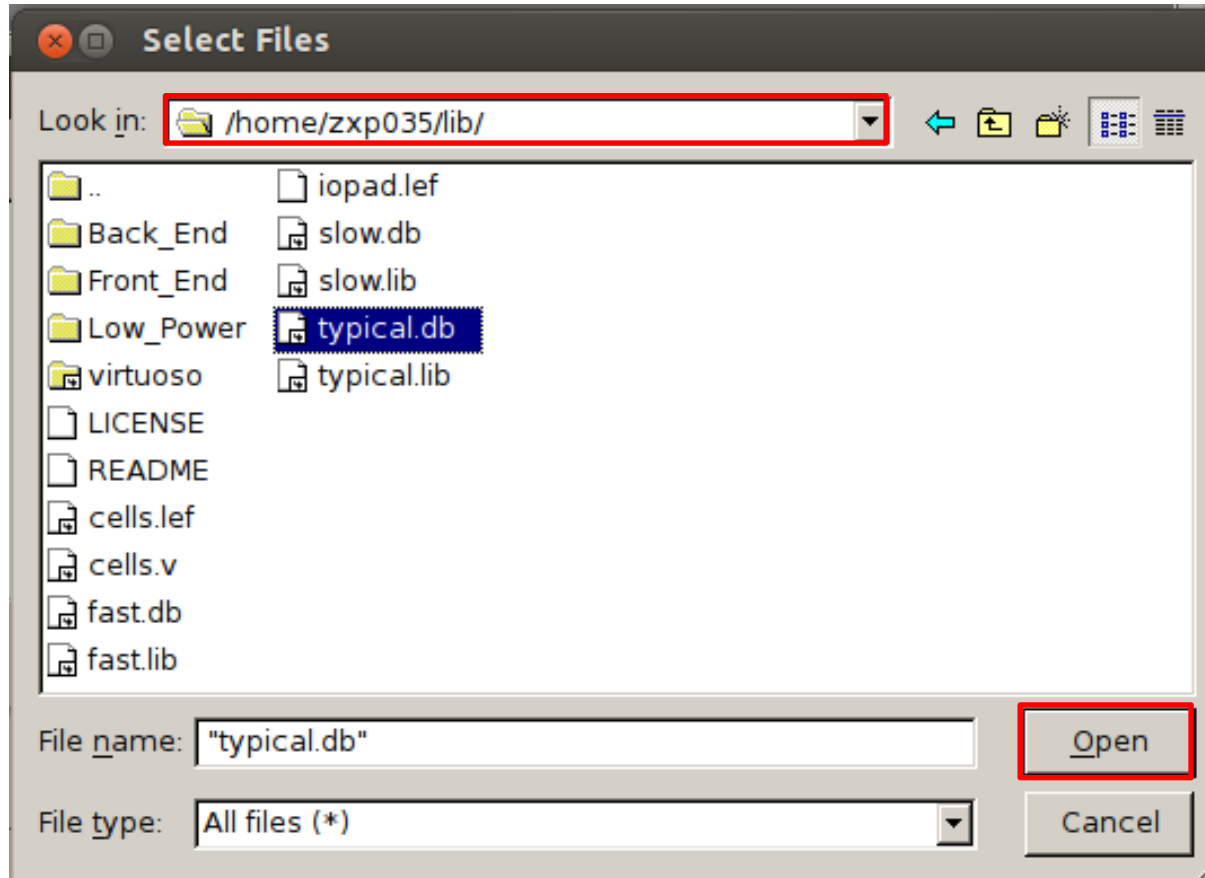 Select Files
Look in: /home/zxp035/lib/
..
Back_End
Front_End
Low_Power
virtuoso
LICENSE
README
cells.lef
cells.v
fast.db
fast.lib
iopad.lef
slow.db
slow.lib
typical.db
typical.lib
File name: "typical.db"
Open
File type: All files (*)
Cancel